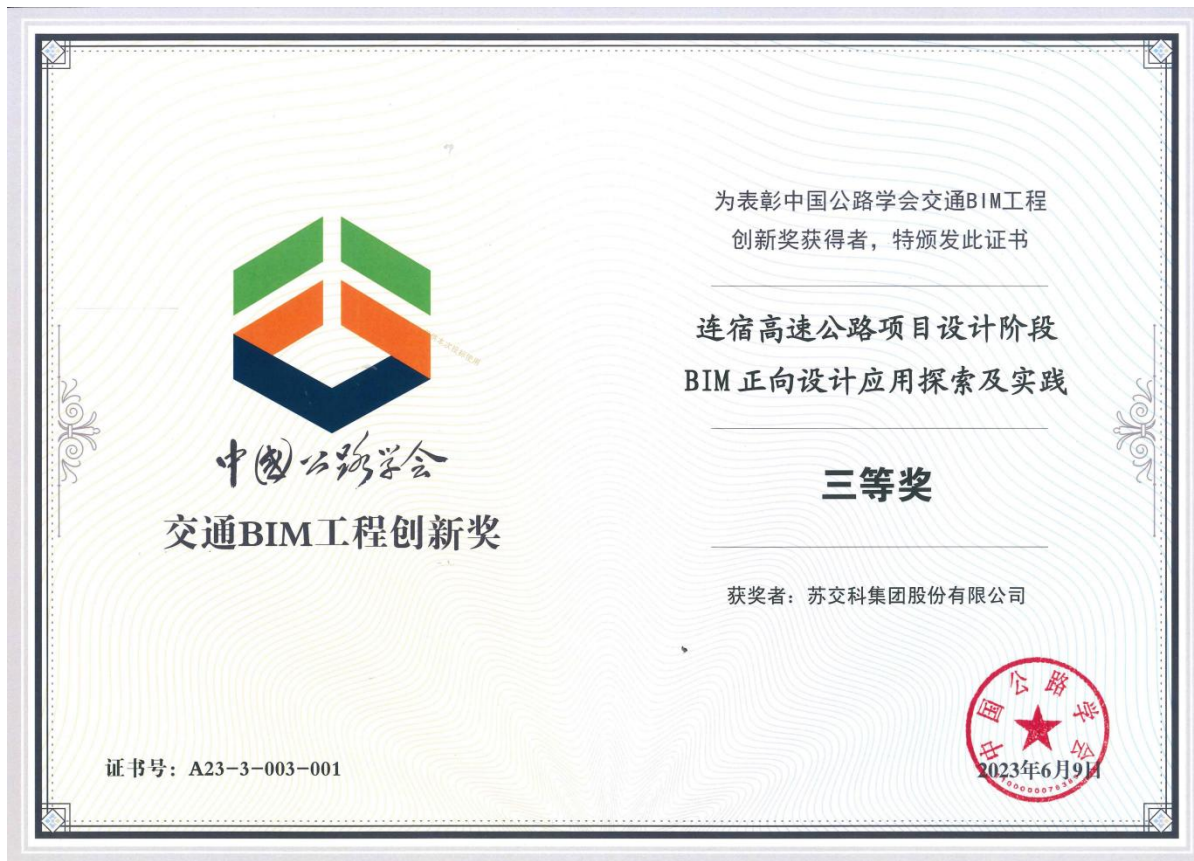 中国公路学会
交通BIM工程创新奖
证书号：A23-3-003-001
为表彰中国公路学会交通BIM工程
创新奖获得者，特颁发此证书
连宿高速公路项目设计阶段
BIM正向设计应用探索及实践
三等奖
获奖者：苏交科集团股份有限公司
中国公路学会
2023年6月9日